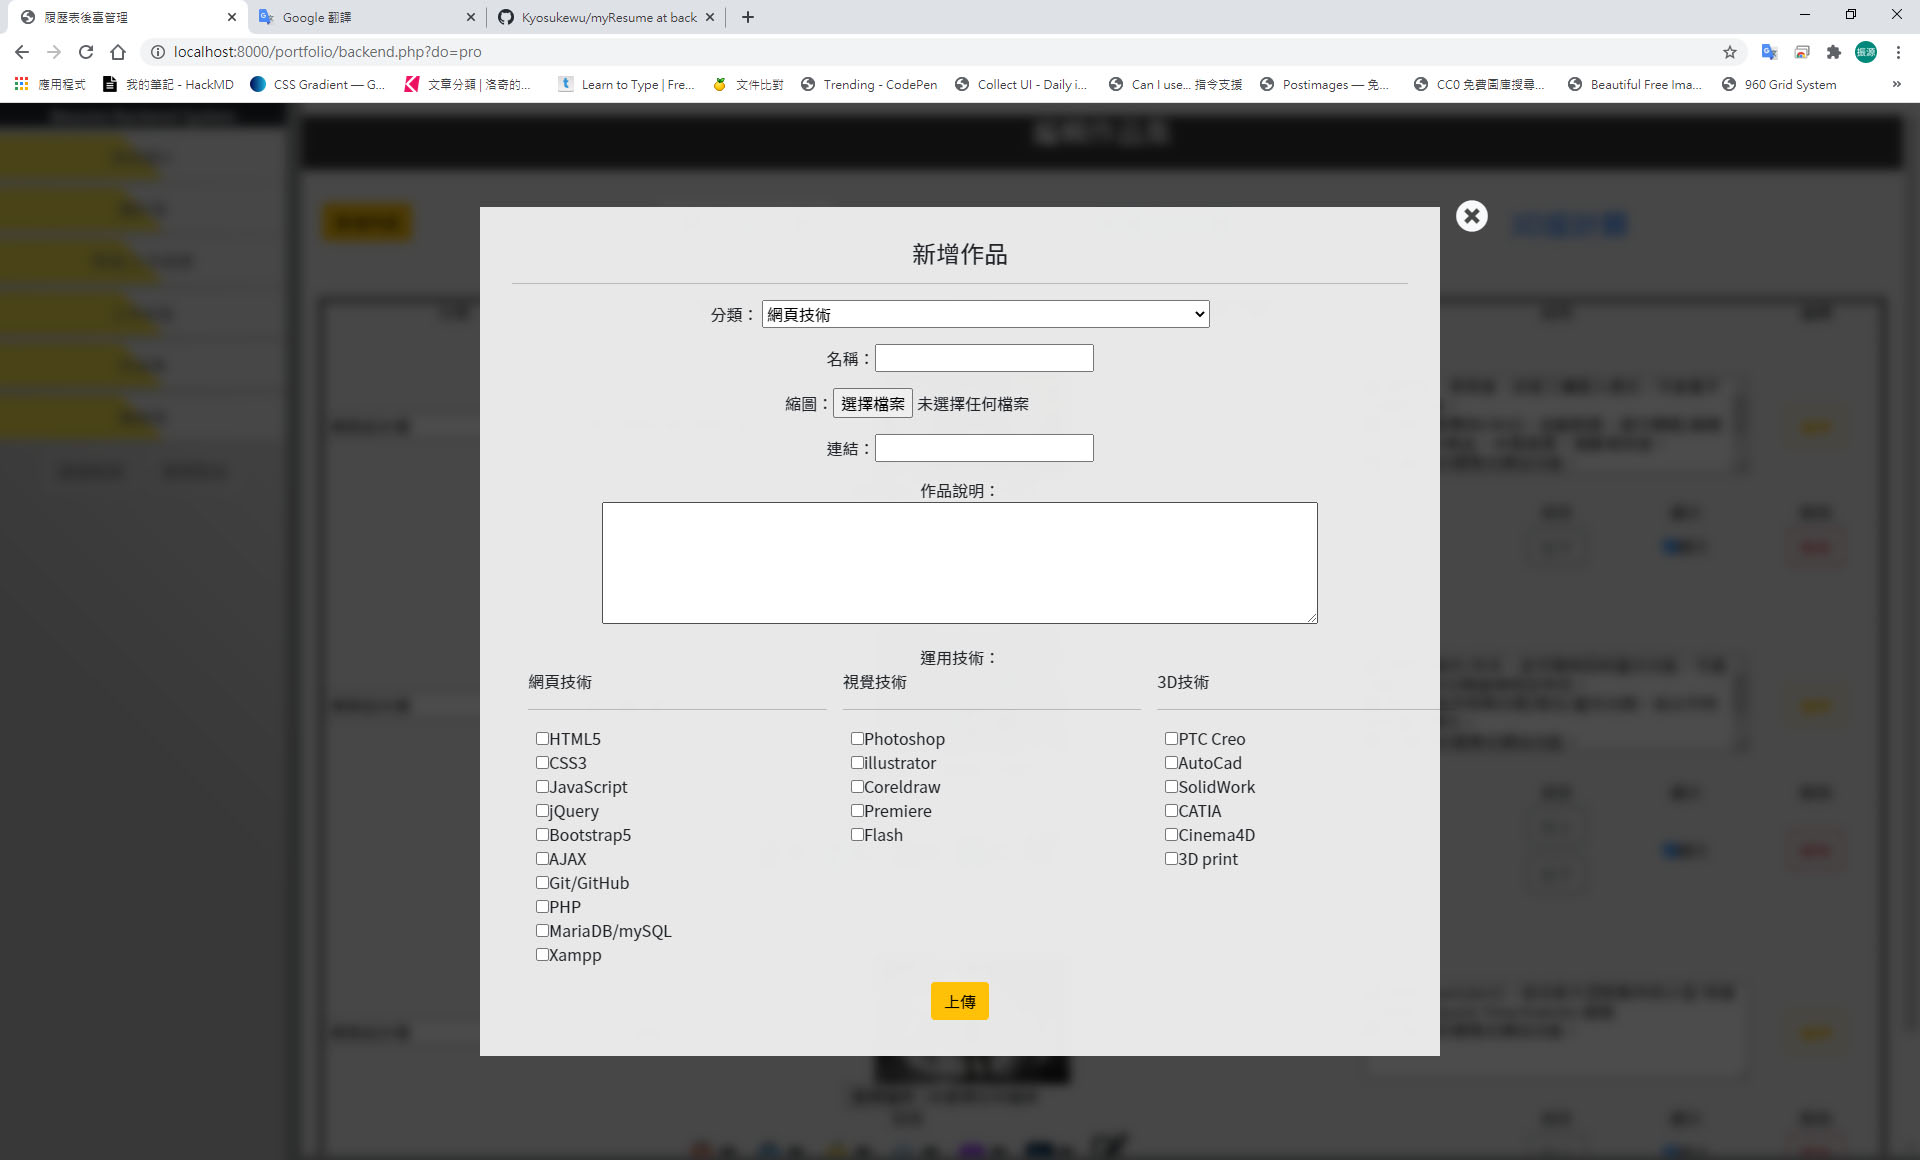 履歷表後臺管理
Google 翻譯
Kyosukewu/myResume at back
localhost:8000/portfolio/backend.php?do=pro
振源
應用程式
我的筆記 - HackMD
CSS Gradient — G...
文章分類 | 洛奇的...
Learn to Type | Fre...
文件比對
Trending - CodePen
Collect UI - Daily i...
Can I use... 指令支援
Postimages — 免...
CC0 免費圖庫搜尋...
Beautiful Free Ima...
960 Grid System
»
新增作品
分類： 網頁技術
名稱：
縮圖： 選擇檔案 未選擇任何檔案
連結：
作品說明：
運用技術：
網頁技術
HTML5
CSS3
JavaScript
jQuery
Bootstrap5
AJAX
Git/GitHub
PHP
MariaDB/mySQL
Xampp
視覺技術
Photoshop
illustrator
Coreldraw
Premiere
Flash
3D技術
PTC Creo
AutoCad
SolidWork
CATIA
Cinema4D
3D print
上傳